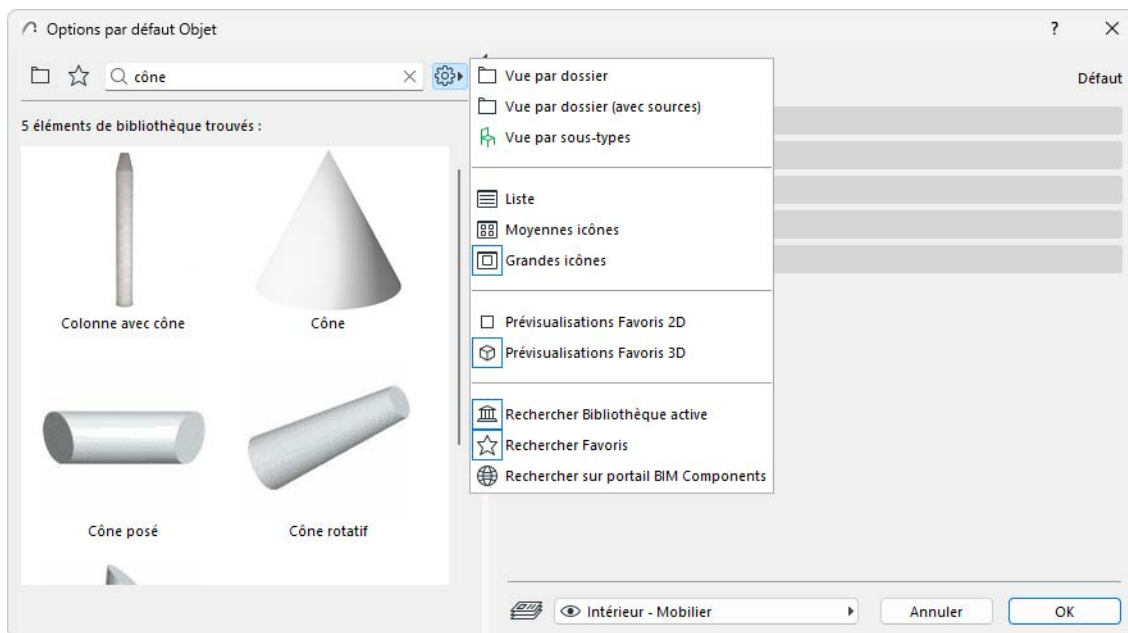 Options par défaut Objet
?
cône
Défaut
5 éléments de bibliothèque trouvés :
Colonne avec cône
Cône
Cône posé
Cône rotatif
Vue par dossier
Vue par dossier (avec sources)
Vue par sous-types
Liste
Moyennes icônes
Grandes icônes
Prévisualisations Favoris 2D
Prévisualisations Favoris 3D
Rechercher Bibliothèque active
Rechercher Favoris
Rechercher sur portail BIM Components
Intérieur - Mobilier
Annuler
OK